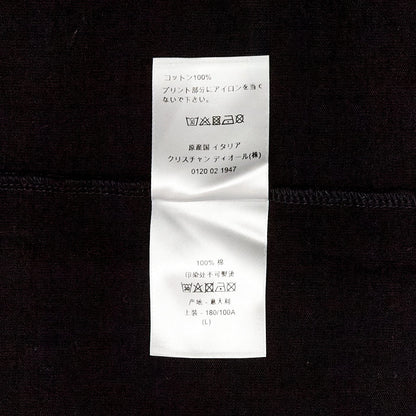 コットン100%
プリント部分にアイロンを当て
ないで下さい。
原産国 イタリア
クリスチャン ディオール(株)
0120 02 1947
100% 棉
印染处不可熨烫
产地 - 意大利
上装 - 180/100A
(L)